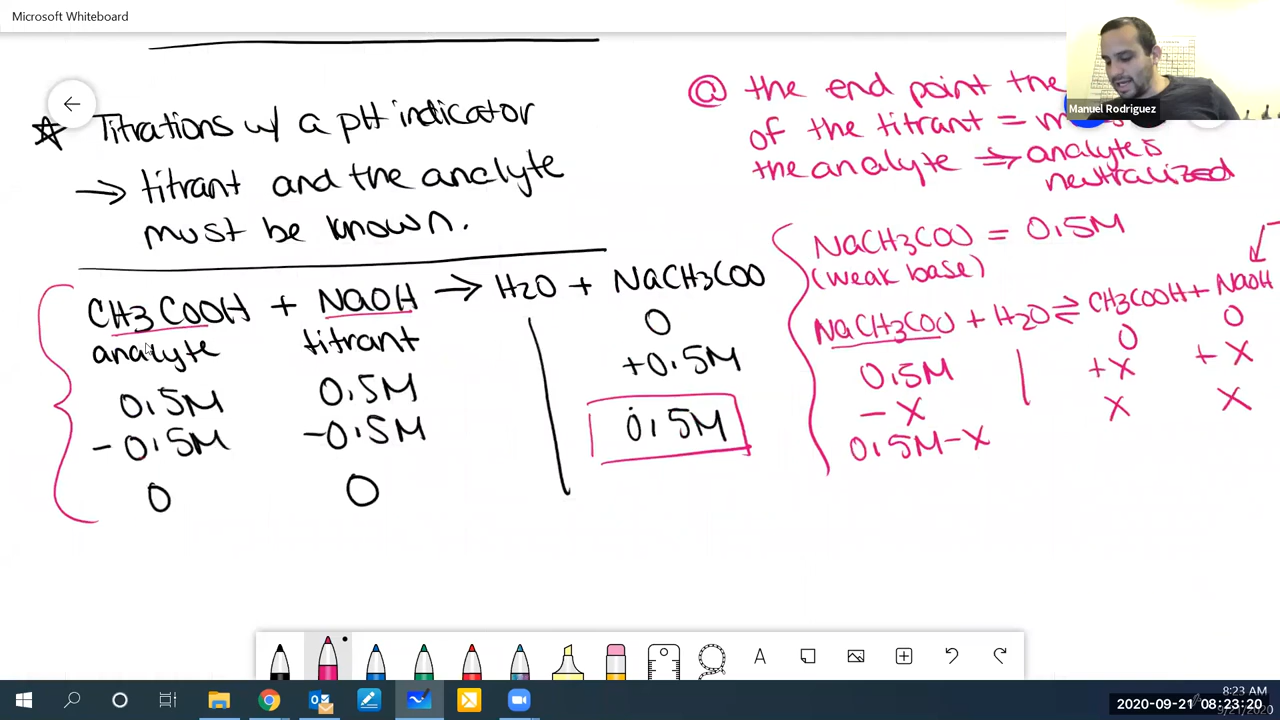 Microsoft Whiteboard
☆ Titrations w/ a pH indicator
→ titrant and the analyte
must be known.
@ the end point the
of the titrant =
the analyte ⇒ analyte is
neutralized
Manuel Rodriguez
CH3COOH + NaOH → H2O + NaCH3COO
analyte titrant 0
0.5M 0.5M +0.5M
-0.5M -0.5M 0.5M
0 0
NaCH3COO = 0.5M
(weak base)
NaCH3COO + H2O ⇌ CH3COOH + NaOH
0.5M 0 0
-X +X +X
0.5M-X X X
A
8:23 AM
2020-09-21 08:23:20